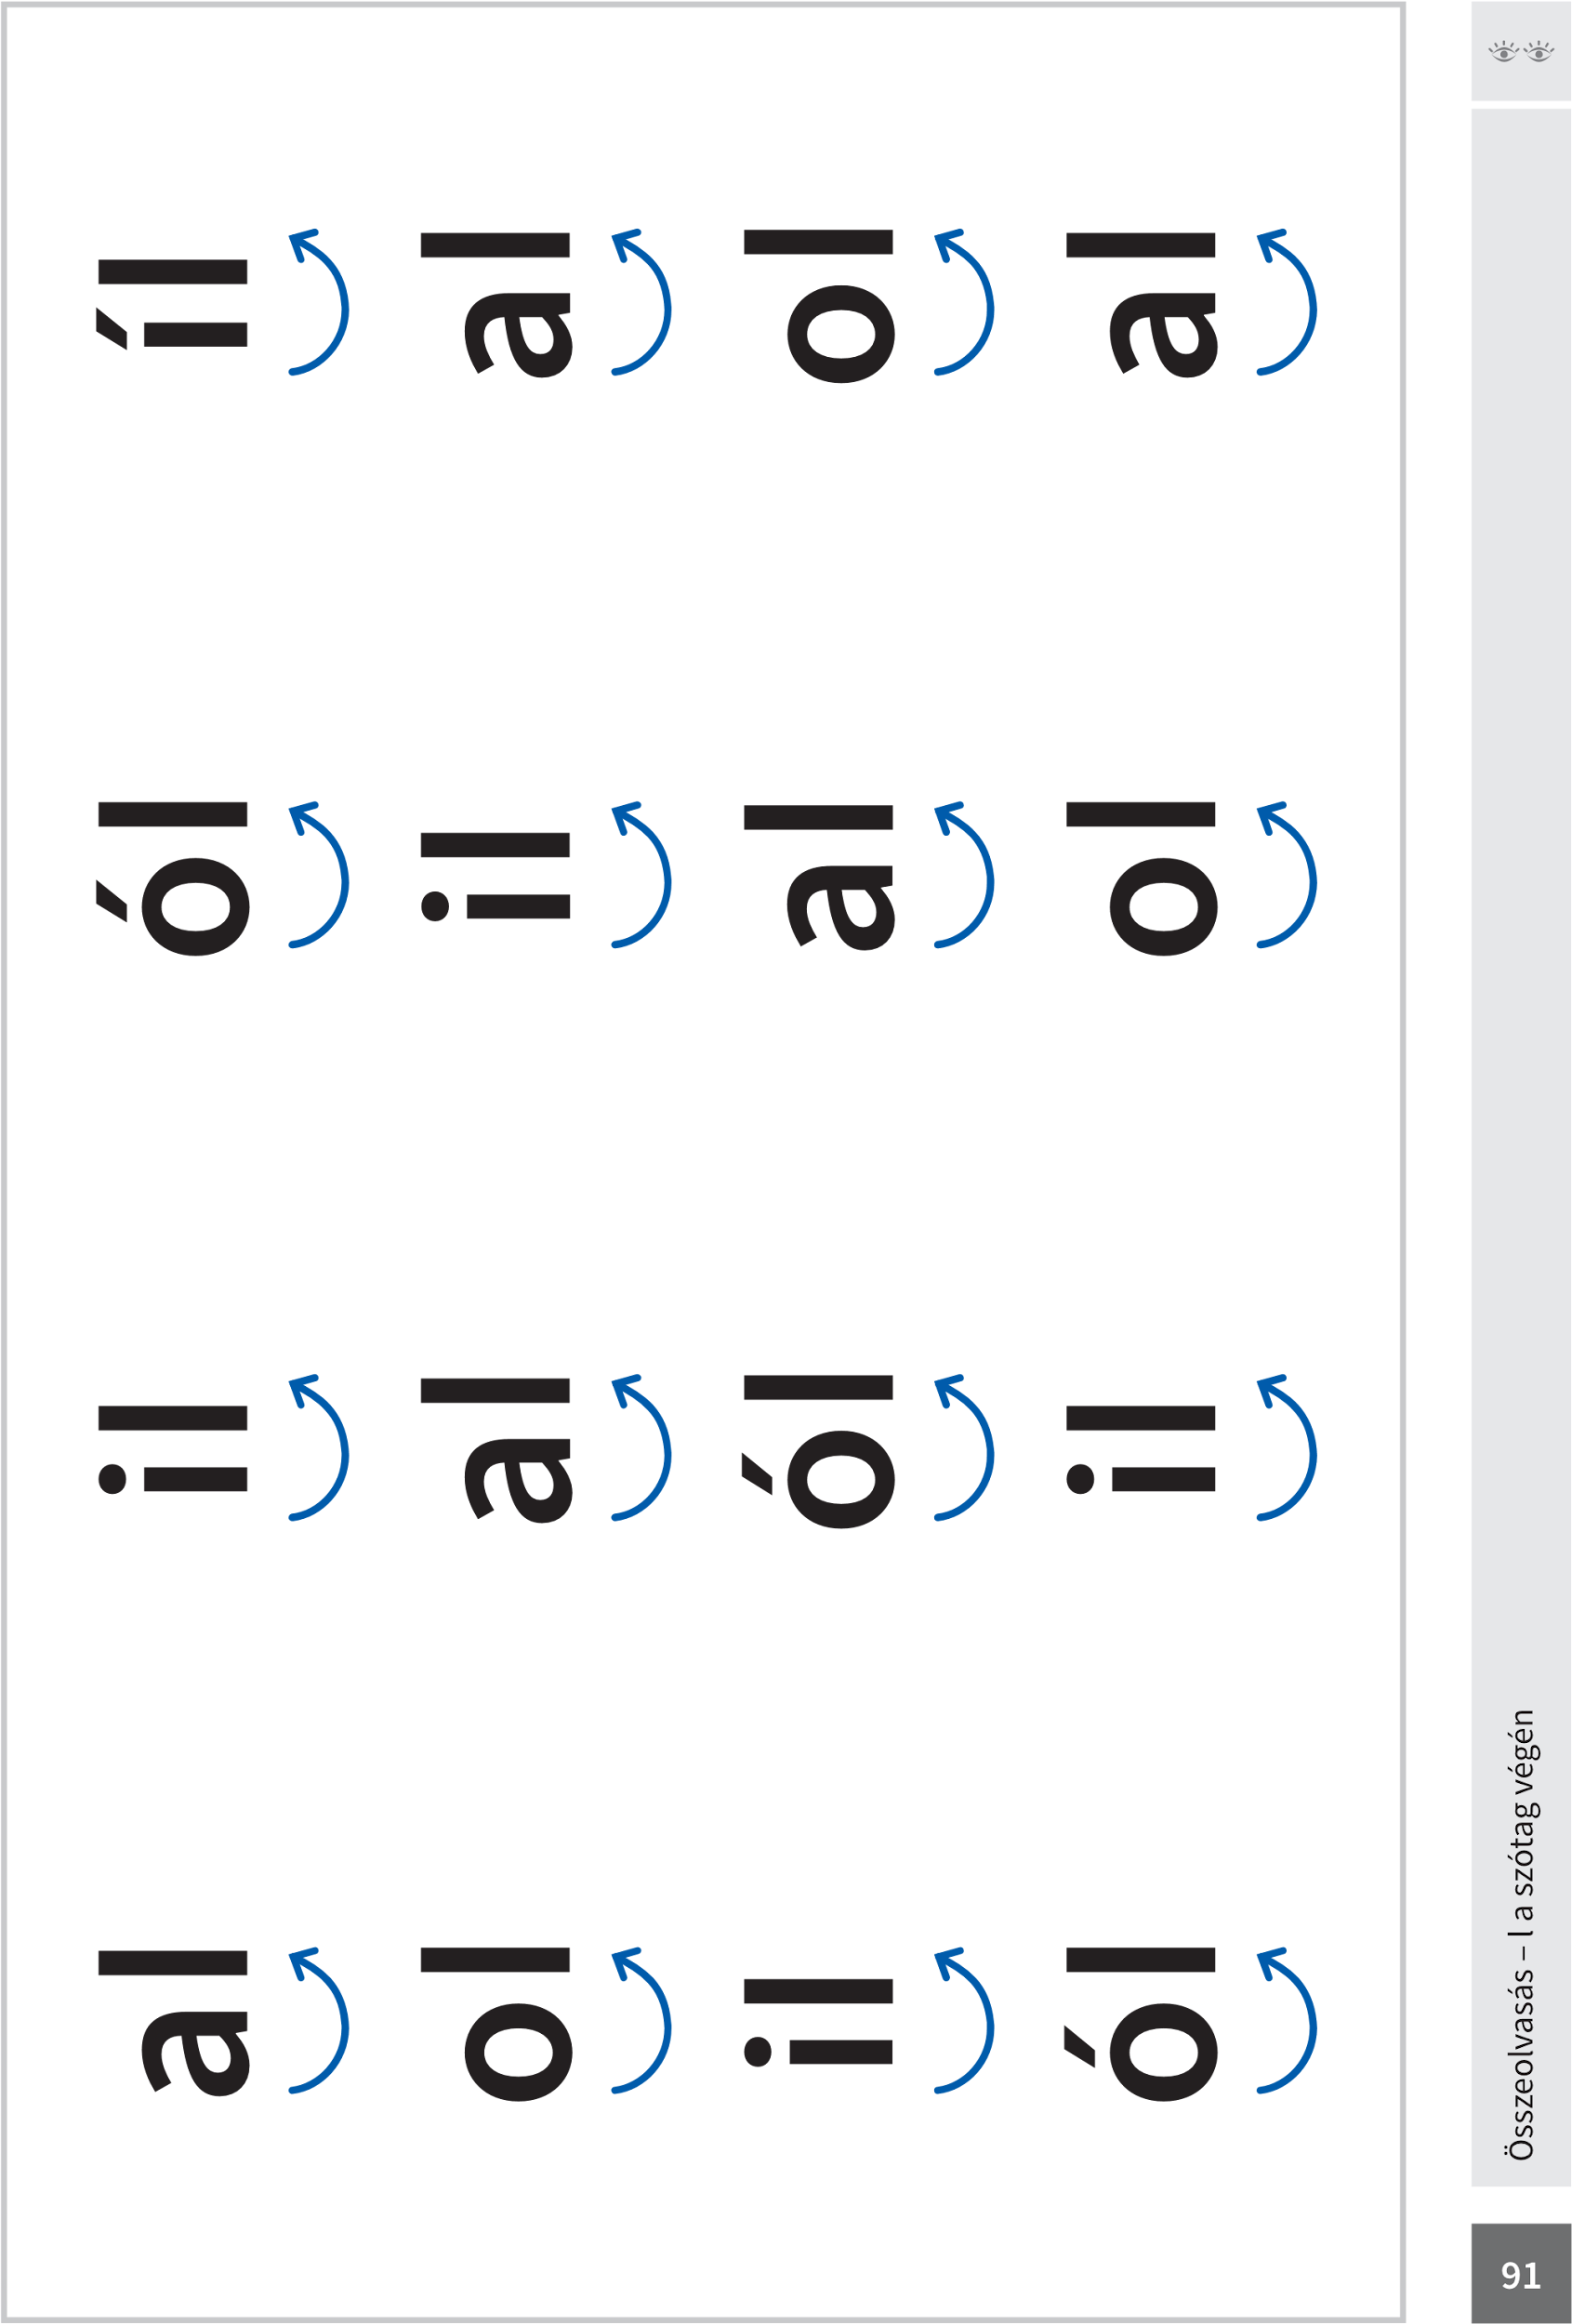 al il ól íl
ol al il al
il ól al ol
ól il ol al
Összeolvasás – l a szótag végén
91